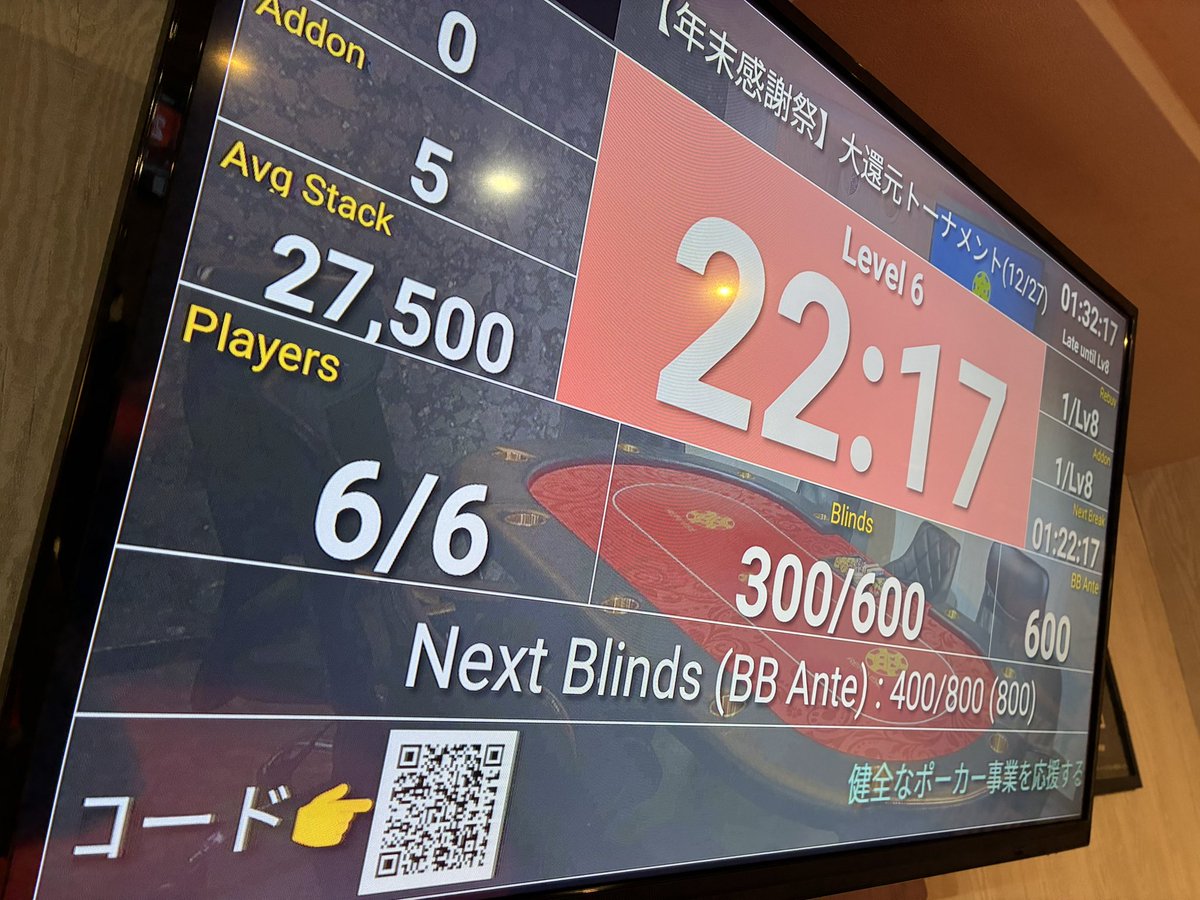 【年末感謝祭】大還元トーナメント(12/27)
Addon
0
5
Avg Stack
27,500
Players
6/6
Level 6
22:17
Blinds
300/600
01:32:17
Late until Lv8
Rebuy
1/Lv8
Addon
1/Lv8
Next Break
01:22:17
BB Ante
600
Next Blinds (BB Ante) : 400/800 (800)
コード
健全なポーカー事業を応援する